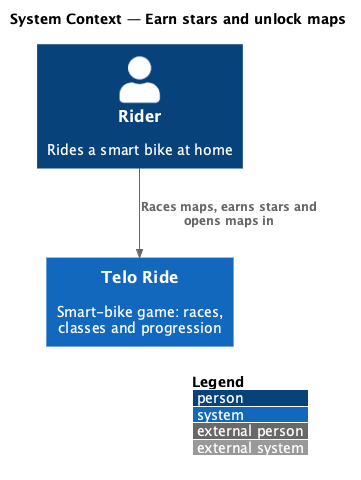 System Context — Earn stars and unlock maps
Rider
Rides a smart bike at home
Races maps, earns stars and
opens maps in
Telo Ride
Smart-bike game: races,
classes and progression
Legend
person
system
external person
external system